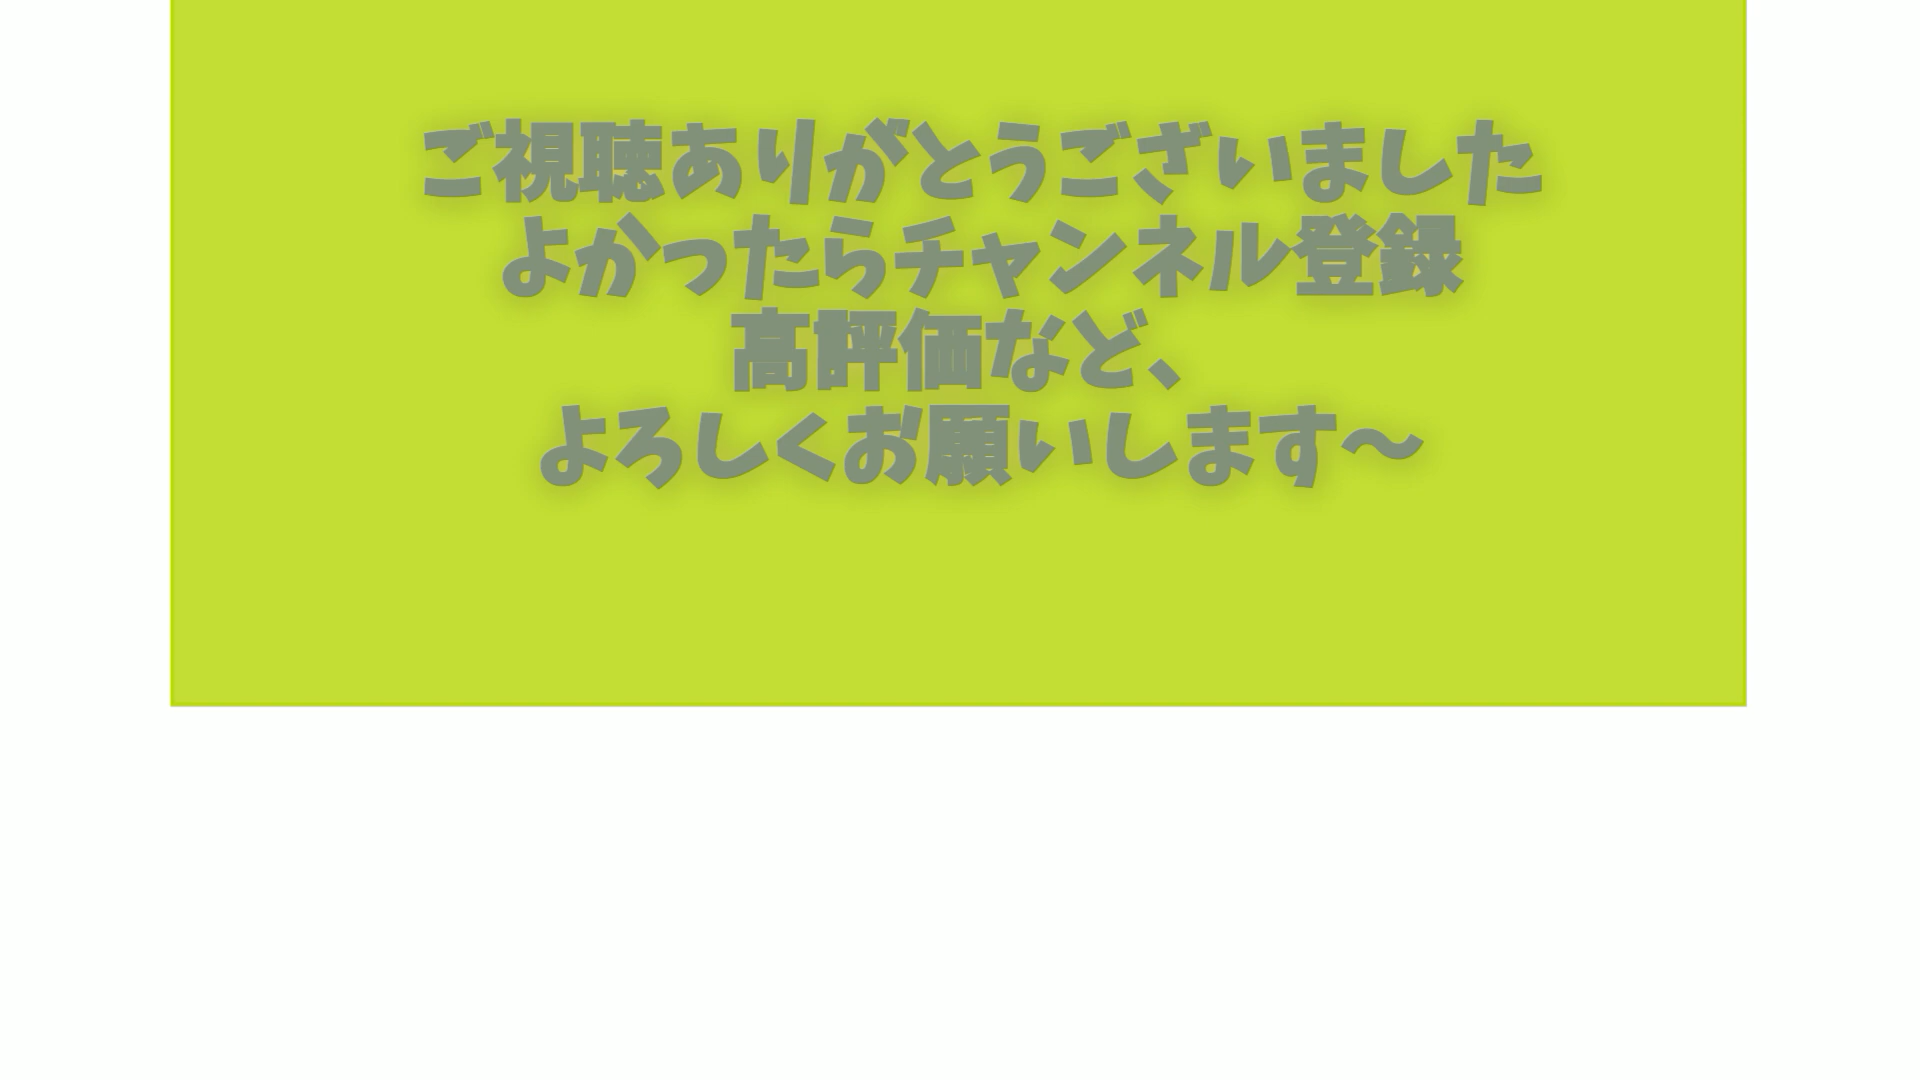 ご視聴ありがとうございました
よかったらチャンネル登録
高評価など、
よろしくお願いします～